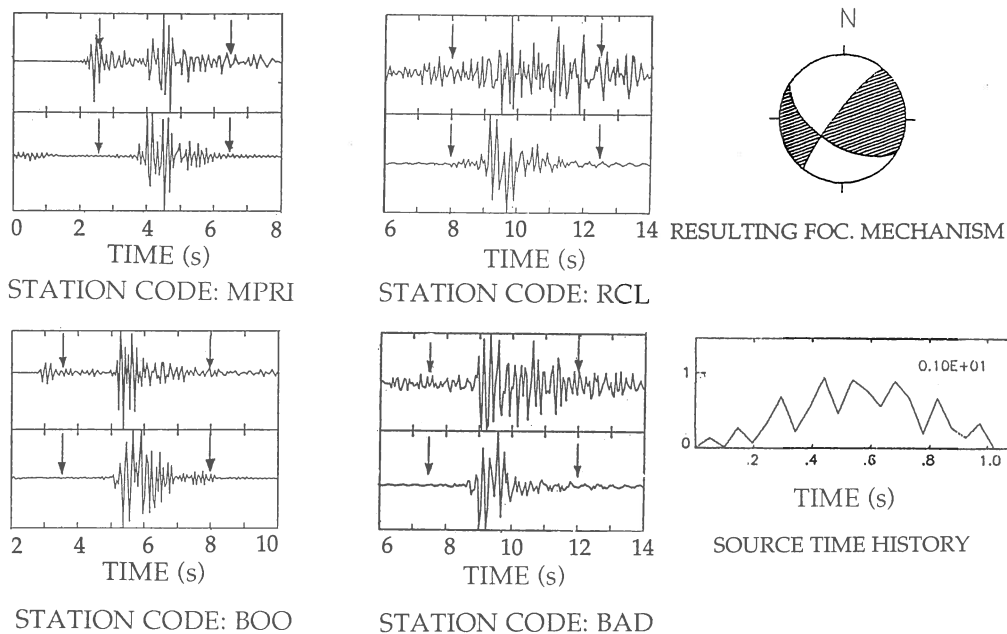 N
0 2 4 6 8
TIME (s)
STATION CODE: MPRI
6 8 10 12 14
TIME (s)
STATION CODE: RCL
RESULTING FOC. MECHANISM
2 4 6 8 10
TIME (s)
STATION CODE: BOO
6 8 10 12 14
TIME (s)
STATION CODE: BAD
0.10E+01
1
0
.2 .4 .6 .8 1.0
TIME (s)
SOURCE TIME HISTORY